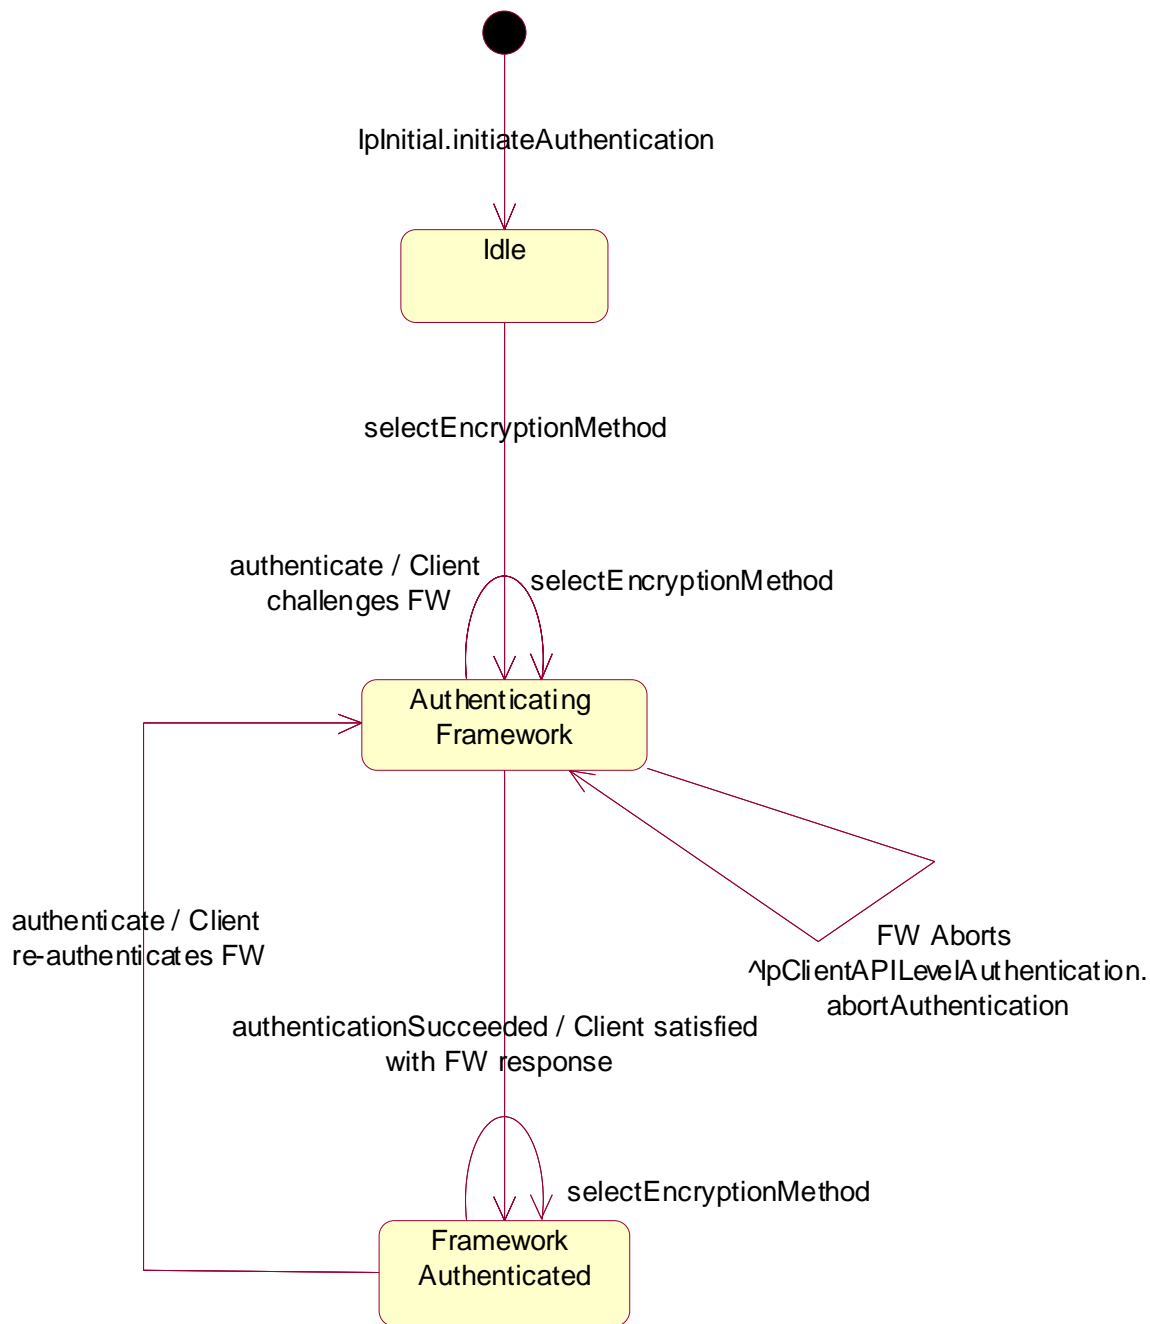 IpInitial.initiateAuthentication
Idle
selectEncryptionMethod
authenticate / Client
challenges FW
selectEncryptionMethod
Authenticating
Framework
authenticate / Client
re-authenticates FW
FW Aborts
^IpClientAPILevelAuthentication.
abortAuthentication
authenticationSucceeded / Client satisfied
with FW response
selectEncryptionMethod
Framework
Authenticated